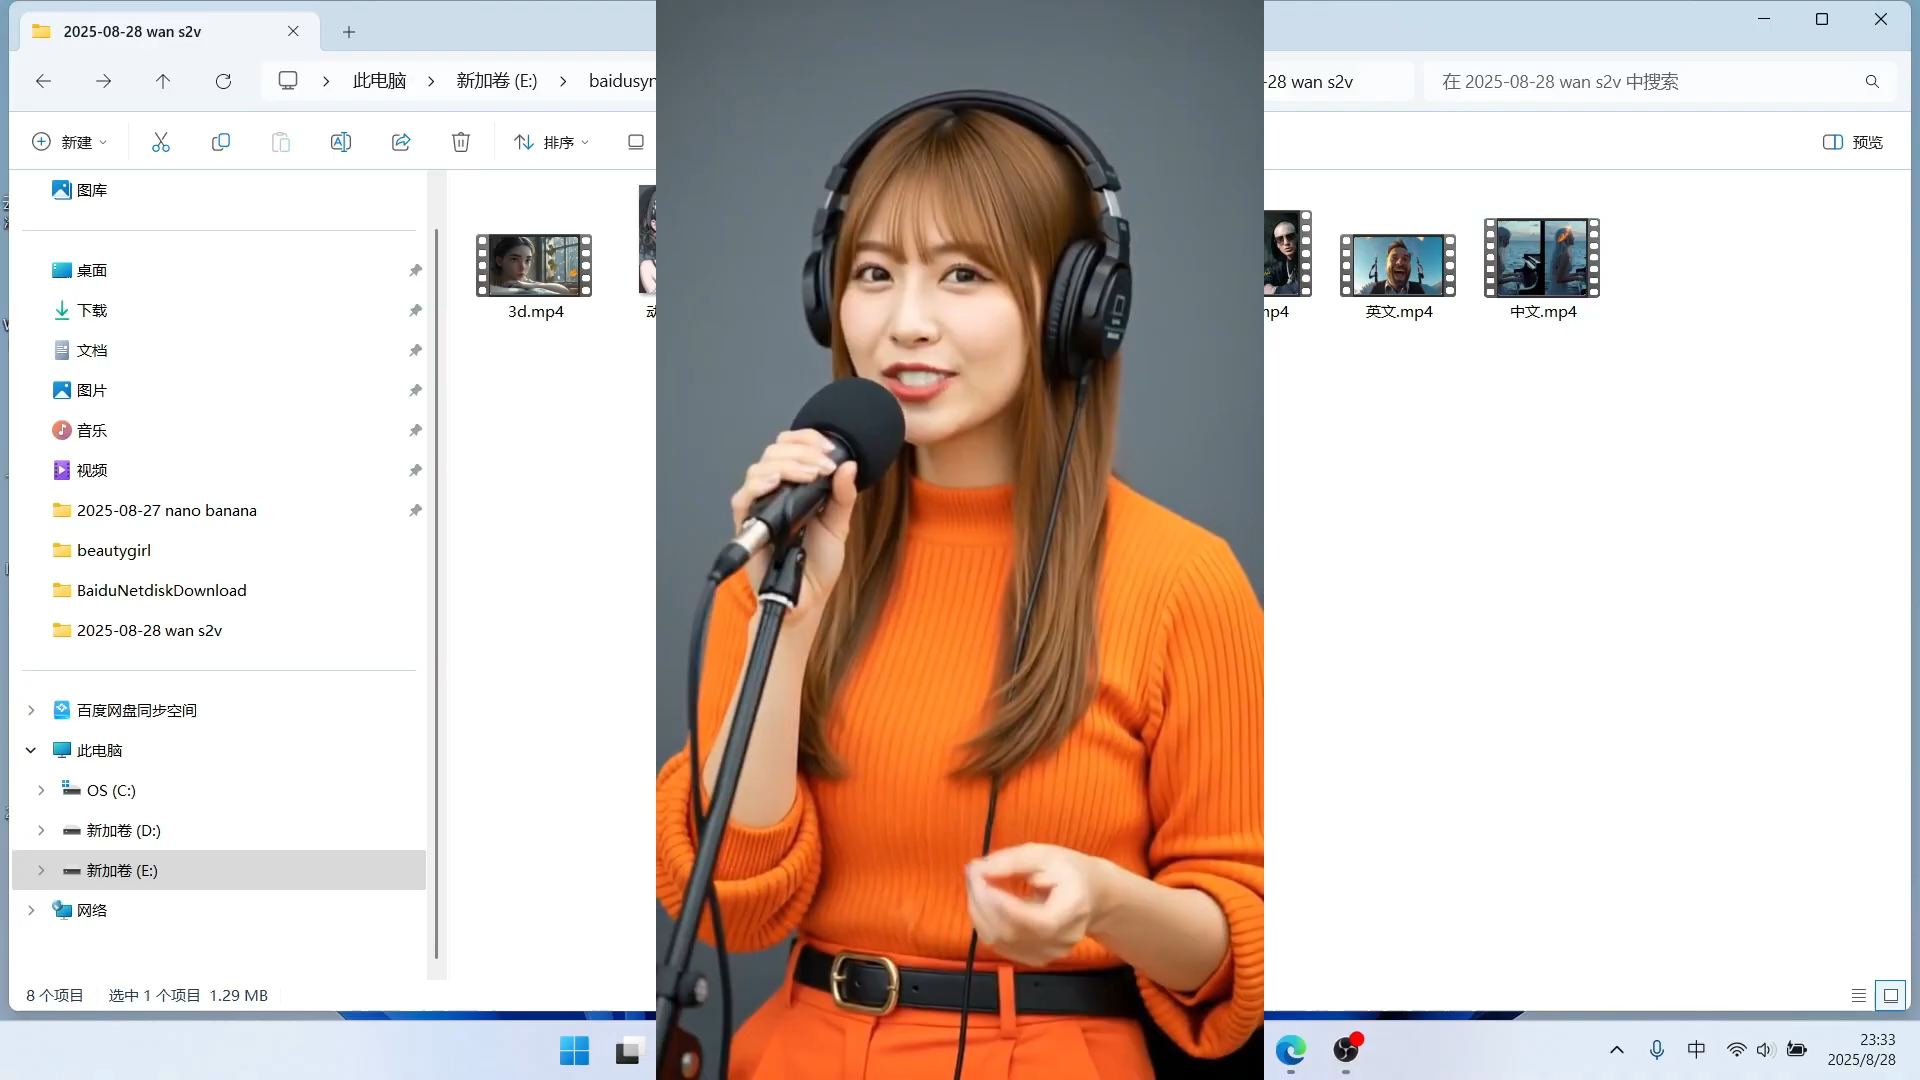 2025-08-28 wan s2v
此电脑
新加卷 (E:)
baidusyn
-28 wan s2v
在 2025-08-28 wan s2v 中搜索
新建
排序
预览
图库
桌面
下载
文档
图片
音乐
视频
2025-08-27 nano banana
beautygirl
BaiduNetdiskDownload
2025-08-28 wan s2v
百度网盘同步空间
此电脑
OS (C:)
新加卷 (D:)
新加卷 (E:)
网络
3d.mp4
动
mp4
英文.mp4
中文.mp4
8 个项目
选中 1 个项目 1.29 MB
中
23:33
2025/8/28